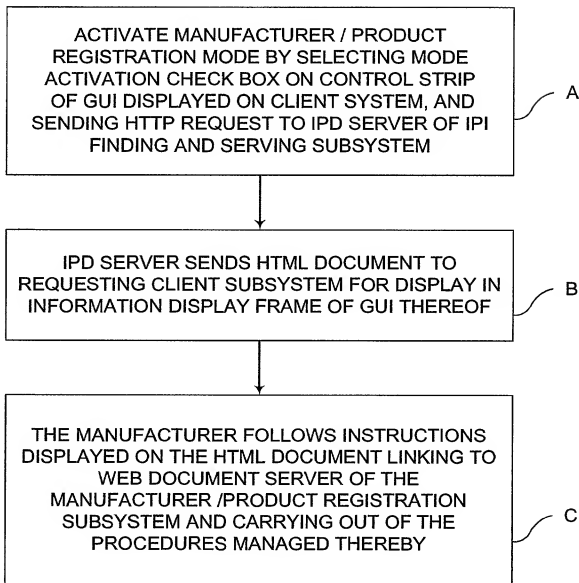 ACTIVATE MANUFACTURER / PRODUCT
REGISTRATION MODE BY SELECTING MODE
ACTIVATION CHECK BOX ON CONTROL STRIP
OF GUI DISPLAYED ON CLIENT SYSTEM, AND
SENDING HTTP REQUEST TO IPD SERVER OF IPI
FINDING AND SERVING SUBSYSTEM
A
IPD SERVER SENDS HTML DOCUMENT TO
REQUESTING CLIENT SUBSYSTEM FOR DISPLAY IN
INFORMATION DISPLAY FRAME OF GUI THEREOF
B
THE MANUFACTURER FOLLOWS INSTRUCTIONS
DISPLAYED ON THE HTML DOCUMENT LINKING TO
WEB DOCUMENT SERVER OF THE
MANUFACTURER /PRODUCT REGISTRATION
SUBSYSTEM AND CARRYING OUT OF THE
PROCEDURES MANAGED THEREBY
C